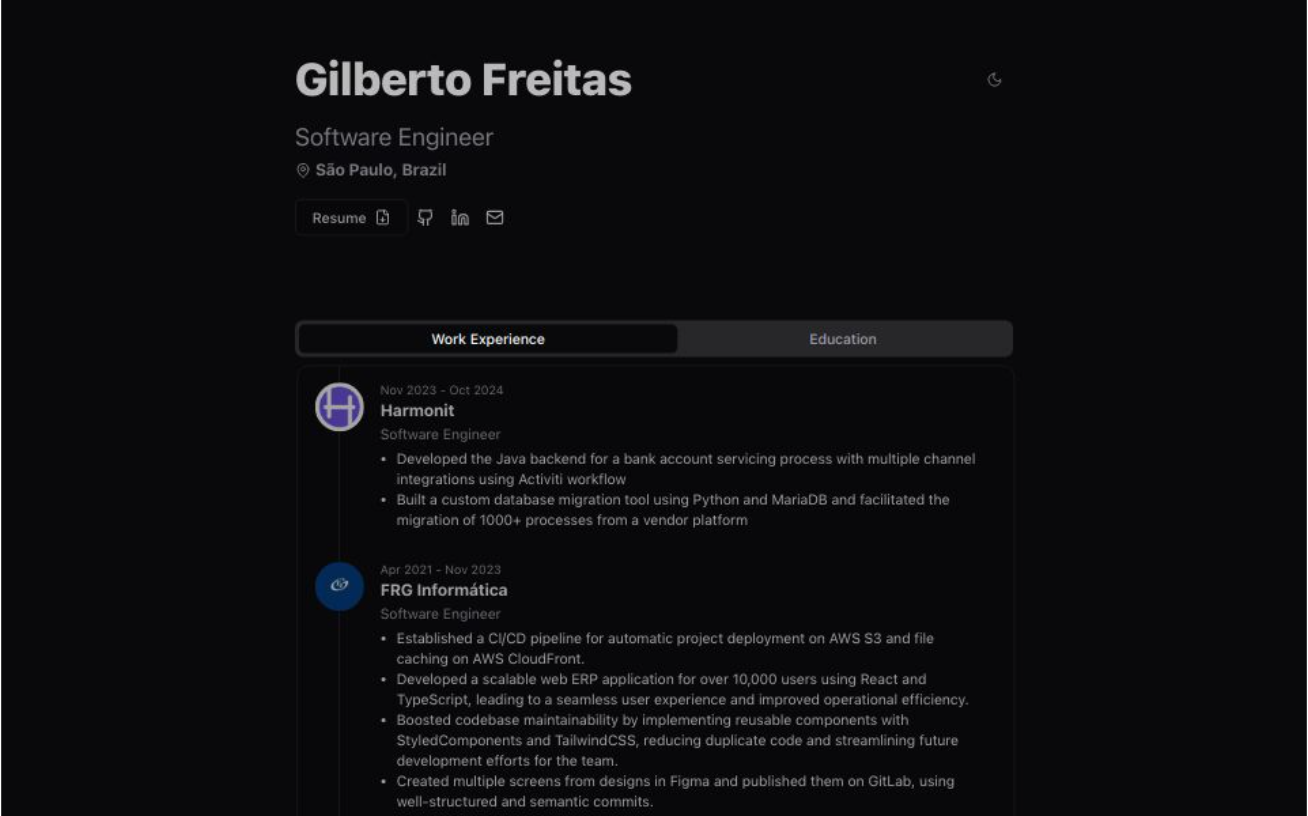 Gilberto Freitas
Software Engineer
São Paulo, Brazil
Resume
Work Experience
Education
Nov 2023 - Oct 2024
Harmonit
Software Engineer
• Developed the Java backend for a bank account servicing process with multiple channel
integrations using Activiti workflow
• Built a custom database migration tool using Python and MariaDB and facilitated the
migration of 1000+ processes from a vendor platform
Apr 2021 - Nov 2023
FRG Informática
Software Engineer
• Established a CI/CD pipeline for automatic project deployment on AWS S3 and file
caching on AWS CloudFront.
• Developed a scalable web ERP application for over 10,000 users using React and
TypeScript, leading to a seamless user experience and improved operational efficiency.
• Boosted codebase maintainability by implementing reusable components with
StyledComponents and TailwindCSS, reducing duplicate code and streamlining future
development efforts for the team.
• Created multiple screens from designs in Figma and published them on GitLab, using
well-structured and semantic commits.